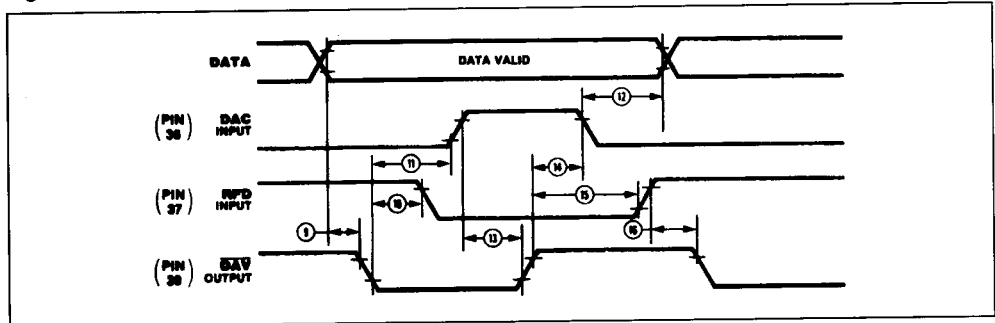 DATA
DATA VALID
12
(PIN 36) DAC INPUT
11
14
15
(PIN 37) RFD INPUT
10
9
13
16
(PIN 38) DAV OUTPUT